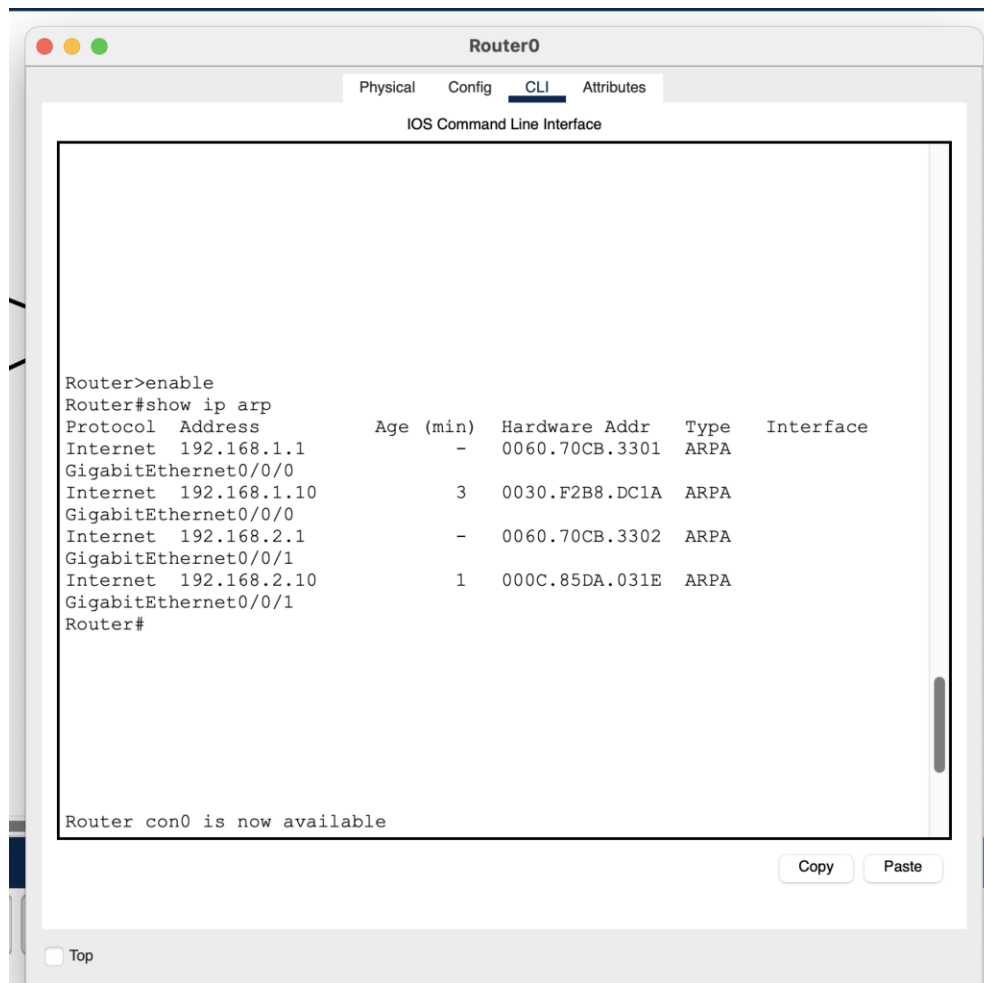 Router0
Physical Config CLI Attributes
IOS Command Line Interface
Router>enable
Router#show ip arp
Protocol  Address          Age (min)  Hardware Addr   Type   Interface
Internet  192.168.1.1             -   0060.70CB.3301  ARPA
GigabitEthernet0/0/0
Internet  192.168.1.10            3   0030.F2B8.DC1A  ARPA
GigabitEthernet0/0/0
Internet  192.168.2.1             -   0060.70CB.3302  ARPA
GigabitEthernet0/0/1
Internet  192.168.2.10            1   000C.85DA.031E  ARPA
GigabitEthernet0/0/1
Router#
Router con0 is now available
Copy Paste
Top